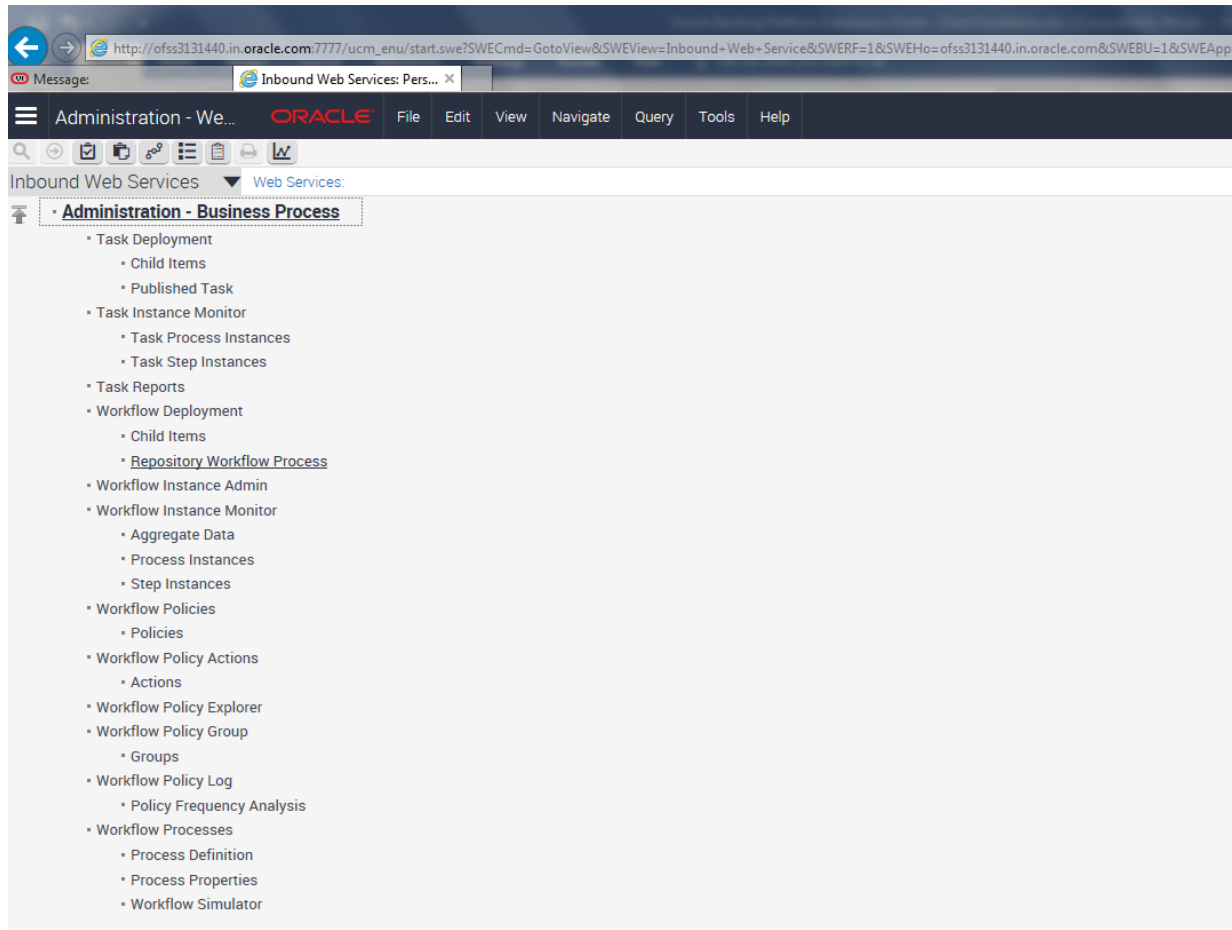 http://ofss3131440.in.oracle.com:7777/ucm_enu/start.swe?SWECmd=GotoView&SWEView=Inbound+Web+Service&SWERF=1&SWEHo=ofss3131440.in.oracle.com&SWEBU=1&SWEApp
Message: Inbound Web Services: Pers...
Administration - We... ORACLE File Edit View Navigate Query Tools Help
Inbound Web Services Web Services:
Administration - Business Process
Task Deployment
Child Items
Published Task
Task Instance Monitor
Task Process Instances
Task Step Instances
Task Reports
Workflow Deployment
Child Items
Repository Workflow Process
Workflow Instance Admin
Workflow Instance Monitor
Aggregate Data
Process Instances
Step Instances
Workflow Policies
Policies
Workflow Policy Actions
Actions
Workflow Policy Explorer
Workflow Policy Group
Groups
Workflow Policy Log
Policy Frequency Analysis
Workflow Processes
Process Definition
Process Properties
Workflow Simulator